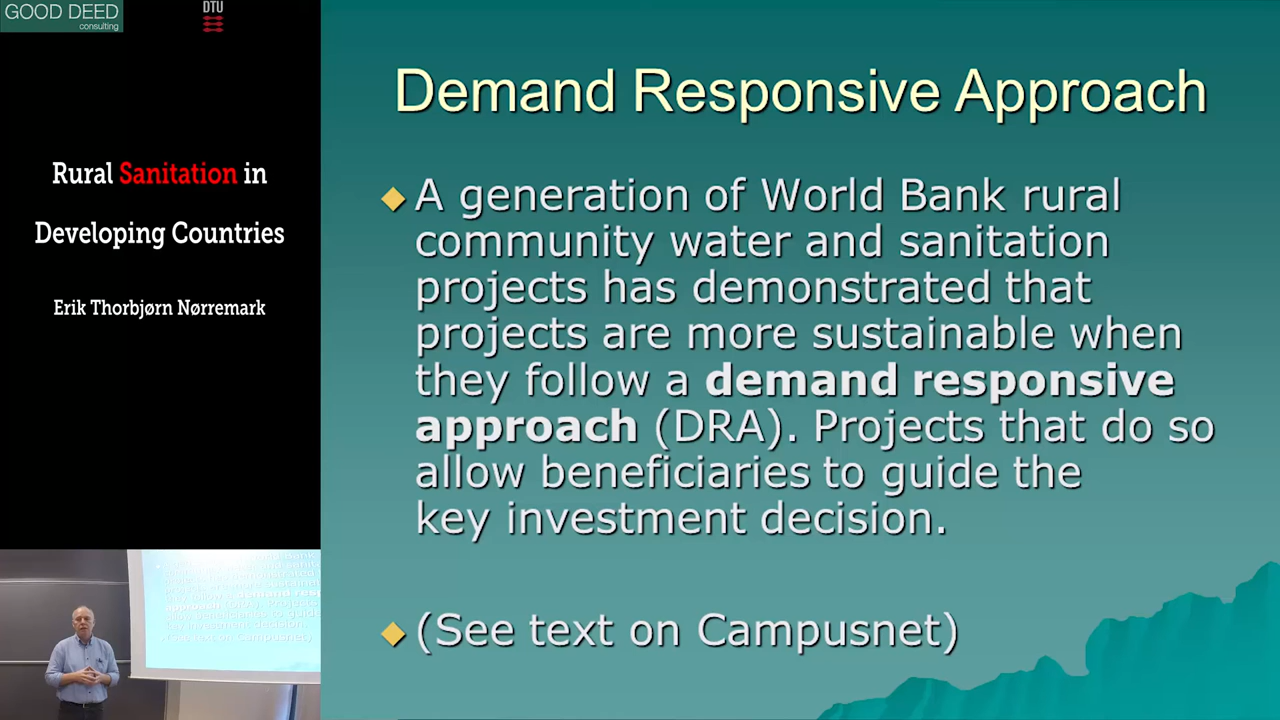 GOOD DEED
consulting
DTU
Rural Sanitation in
Developing Countries
Erik Thorbjørn Nørremark
Demand Responsive Approach
A generation of World Bank rural
community water and sanitation
projects has demonstrated that
projects are more sustainable when
they follow a demand responsive
approach (DRA). Projects that do so
allow beneficiaries to guide the
key investment decision.
(See text on Campusnet)